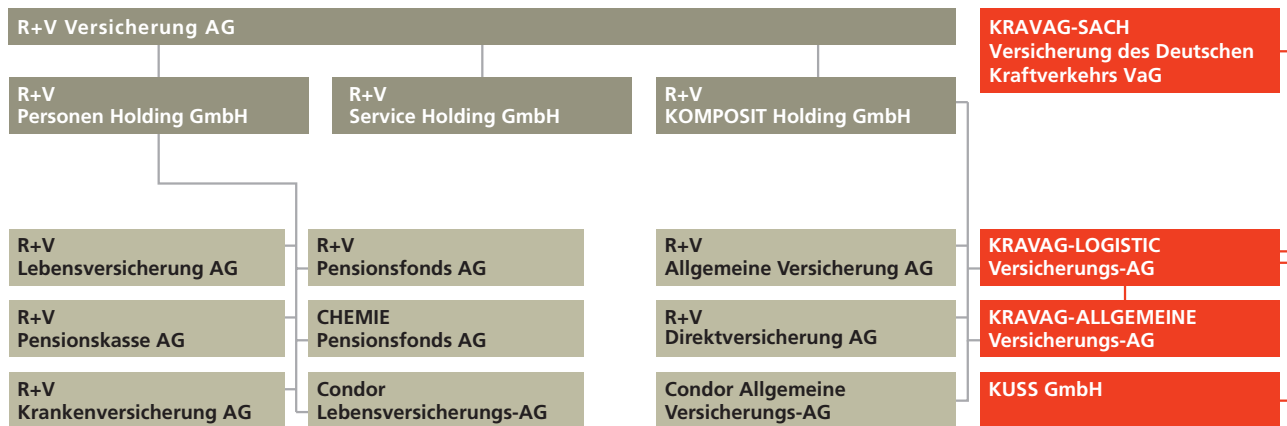 R+V Versicherung AG
KRAVAG-SACH
Versicherung des Deutschen
Kraftverkehrs VaG
R+V
Personen Holding GmbH
R+V
Service Holding GmbH
R+V
KOMPOSIT Holding GmbH
R+V
Lebensversicherung AG
R+V
Pensionsfonds AG
R+V
Allgemeine Versicherung AG
KRAVAG-LOGISTIC
Versicherungs-AG
R+V
Pensionskasse AG
CHEMIE
Pensionsfonds AG
R+V
Direktversicherung AG
KRAVAG-ALLGEMEINE
Versicherungs-AG
R+V
Krankenversicherung AG
Condor
Lebensversicherungs-AG
Condor Allgemeine
Versicherungs-AG
KUSS GmbH